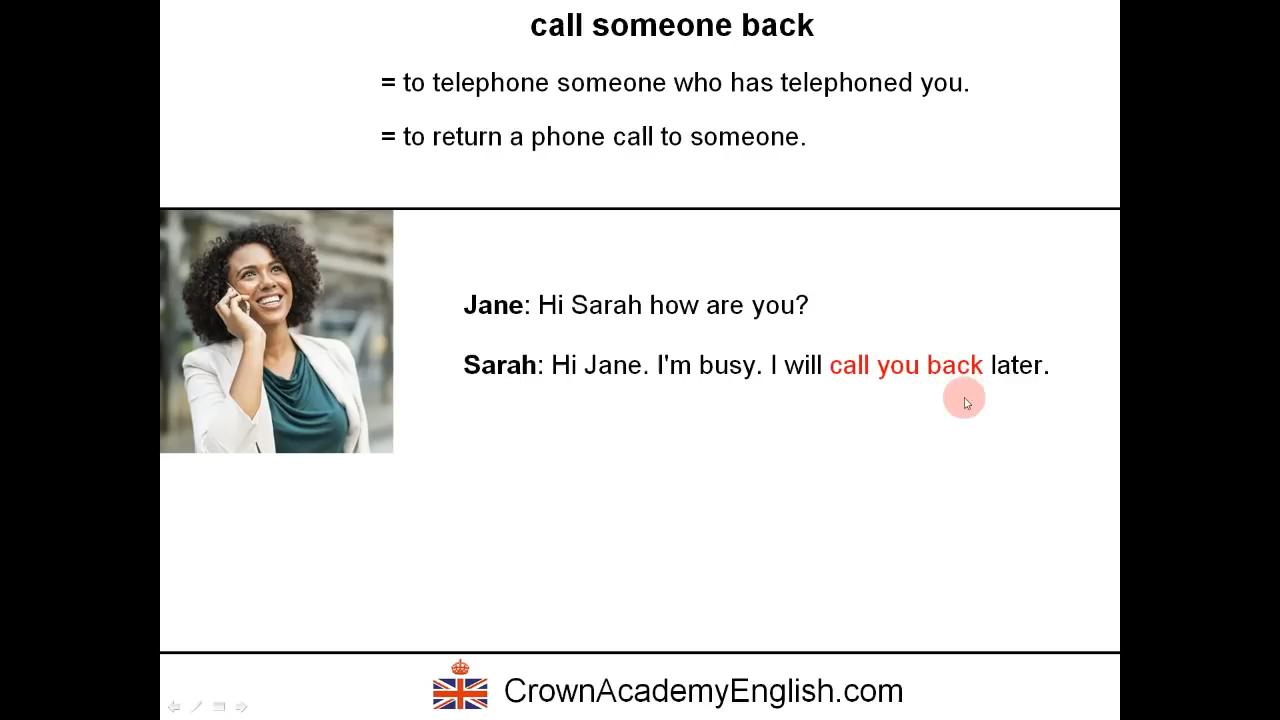 call someone back
= to telephone someone who has telephoned you.
= to return a phone call to someone.
Jane: Hi Sarah how are you?
Sarah: Hi Jane. I'm busy. I will call you back later.
CrownAcademyEnglish.com